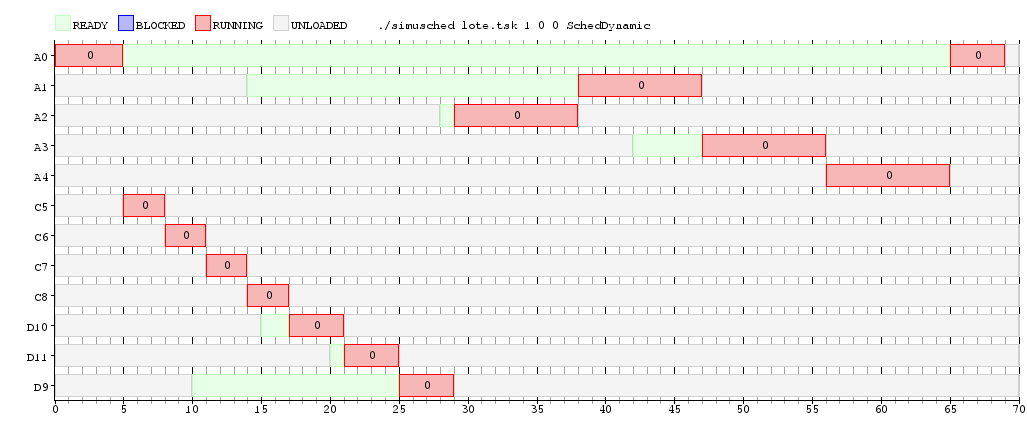 READY BLOCKED RUNNING UNLOADED ./simusched lote.tsk 1 0 0 SchedDynamic
A0 0 0
A1 0
A2 0
A3 0
A4 0
C5 0
C6 0
C7 0
C8 0
D10 0
D11 0
D9 0
0 5 10 15 20 25 30 35 40 45 50 55 60 65 70